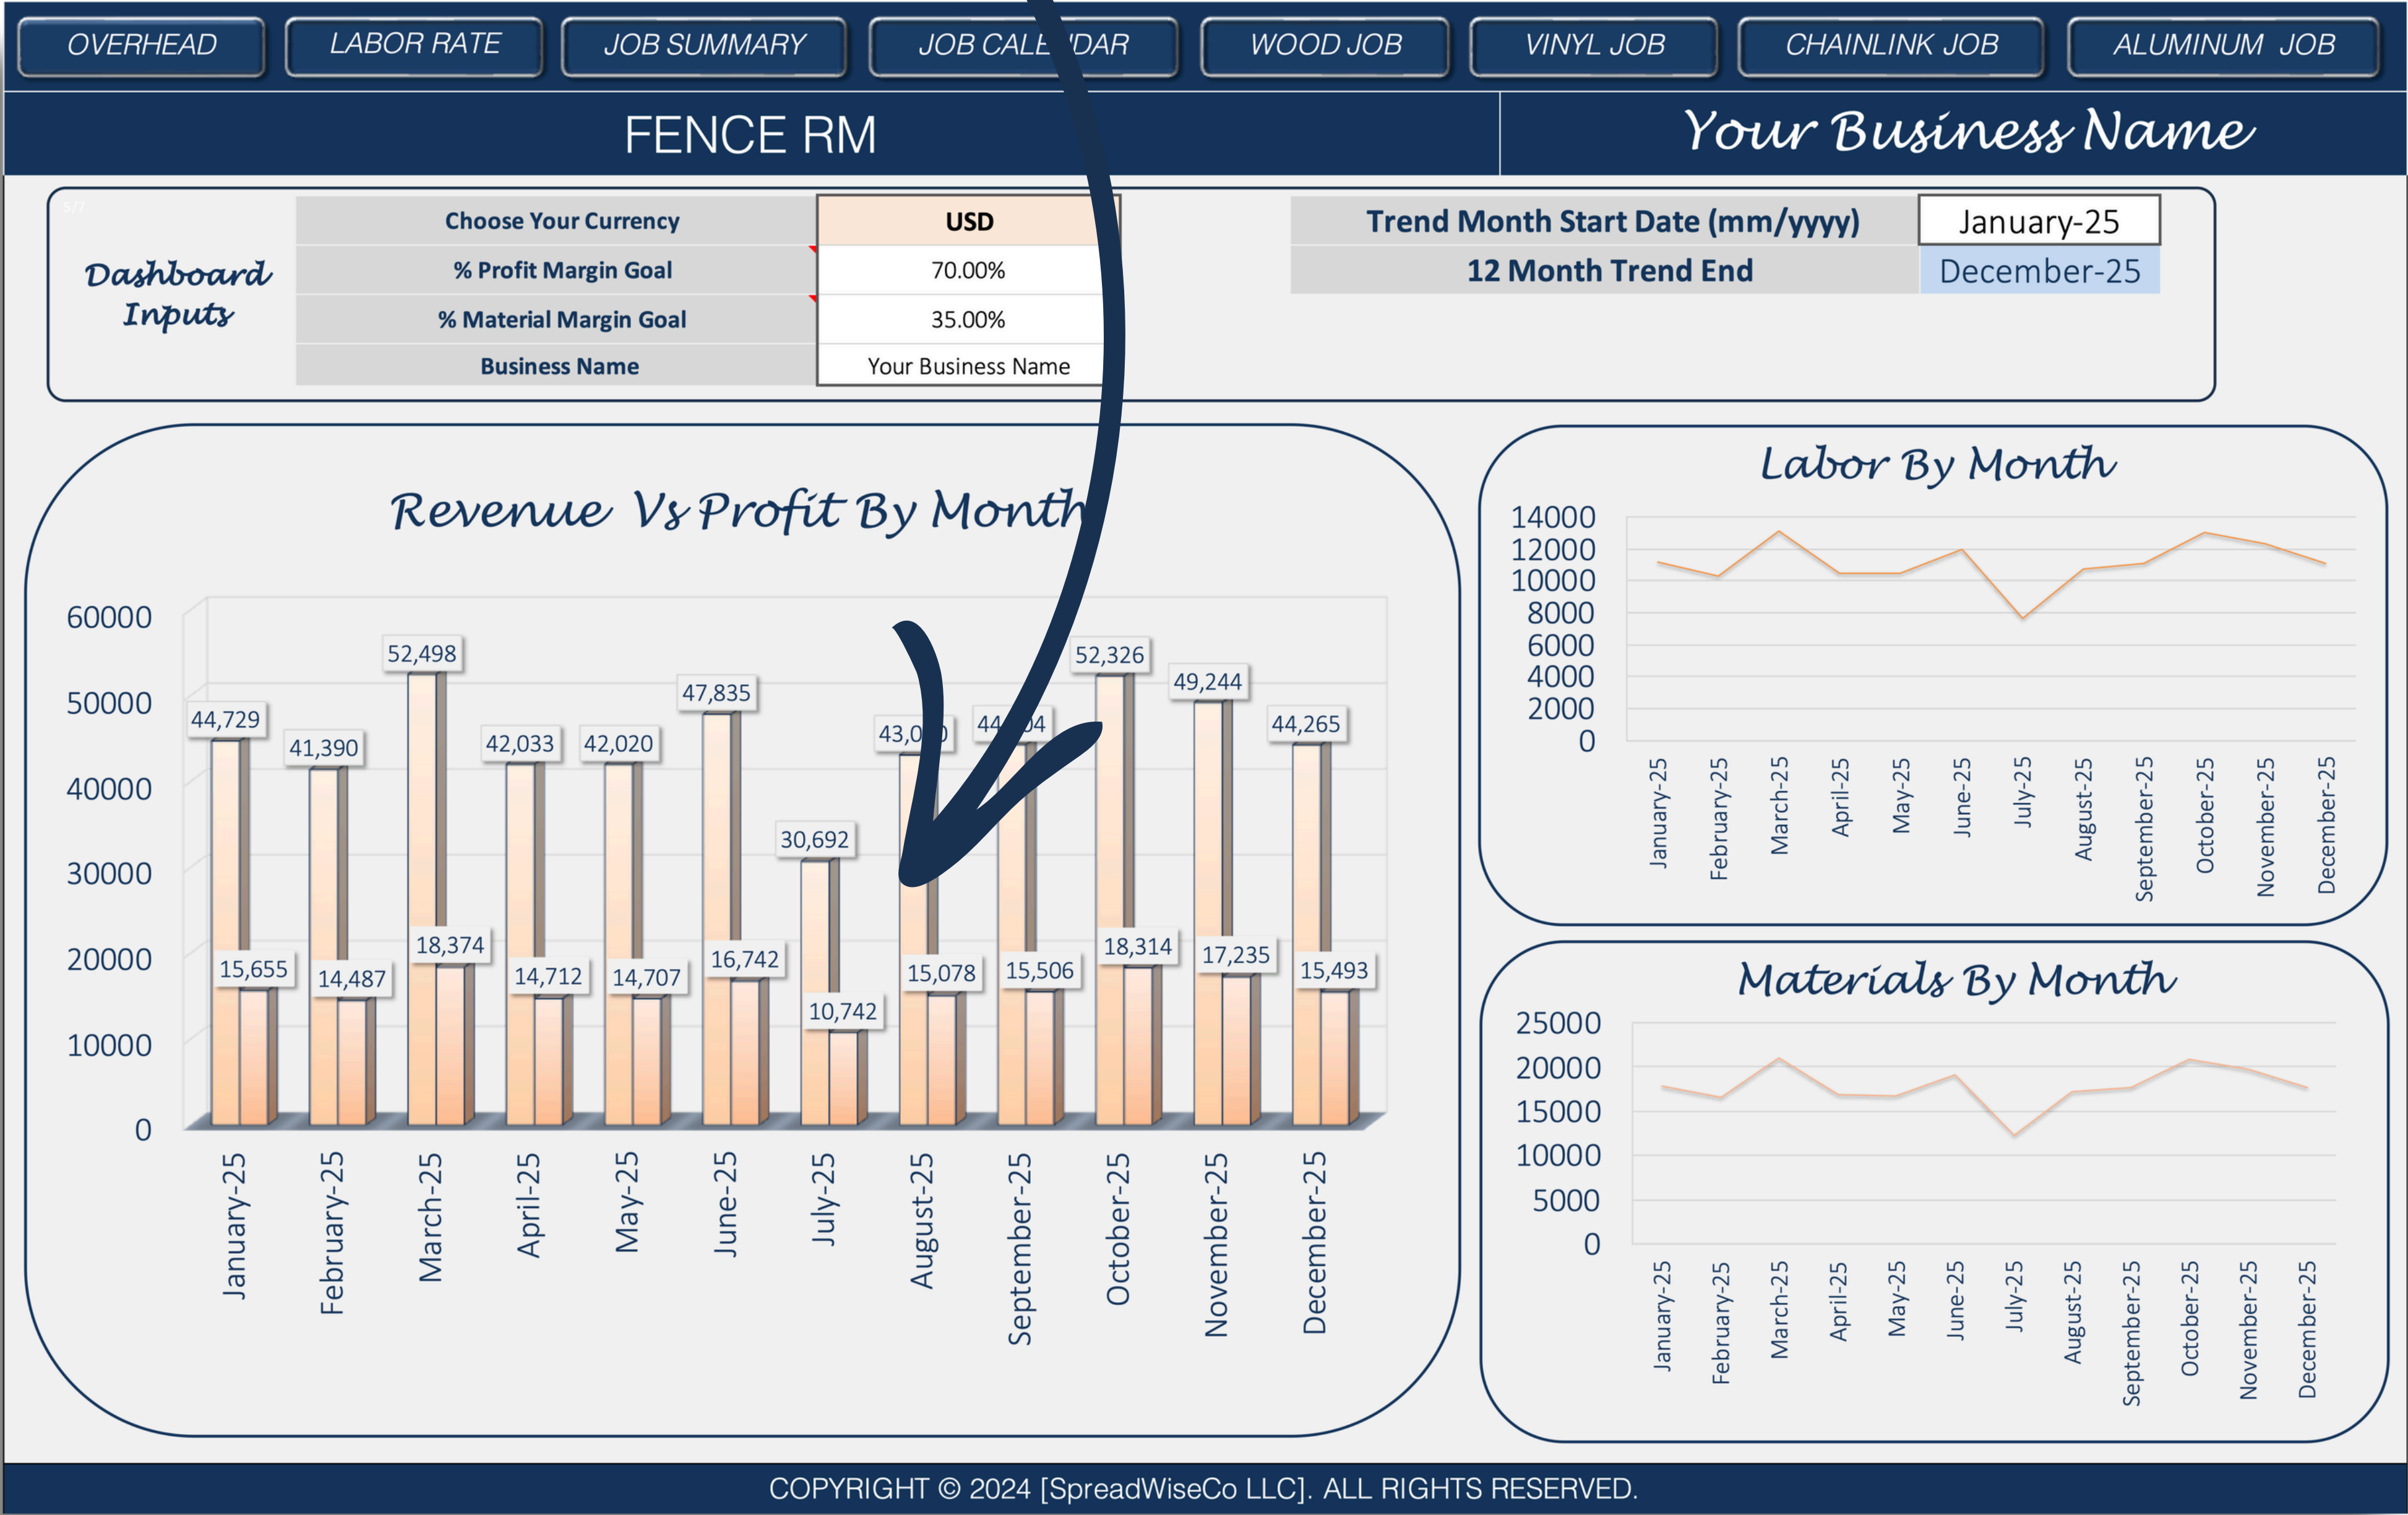 OVERHEAD
LABOR RATE
JOB SUMMARY
JOB CALENDAR
WOOD JOB
VINYL JOB
CHAINLINK JOB
ALUMINUM JOB
FENCE RM
Your Business Name
5/7
Dashboard
Inputs
Choose Your Currency
USD
% Profit Margin Goal
70.00%
% Material Margin Goal
35.00%
Business Name
Your Business Name
Trend Month Start Date (mm/yyyy)
January-25
12 Month Trend End
December-25
Revenue Vs Profit By Month
60000
50000
40000
30000
20000
10000
0
44,729
41,390
52,498
42,033
42,020
47,835
30,692
52,326
49,244
44,265
15,655
14,487
18,374
14,712
14,707
16,742
10,742
15,078
15,506
18,314
17,235
15,493
January-25
February-25
March-25
April-25
May-25
June-25
July-25
August-25
September-25
October-25
November-25
December-25
Labor By Month
14000
12000
10000
8000
6000
4000
2000
0
January-25
February-25
March-25
April-25
May-25
June-25
July-25
August-25
September-25
October-25
November-25
December-25
Materials By Month
25000
20000
15000
10000
5000
0
January-25
February-25
March-25
April-25
May-25
June-25
July-25
August-25
September-25
October-25
November-25
December-25
COPYRIGHT © 2024 [SpreadWiseCo LLC]. ALL RIGHTS RESERVED.